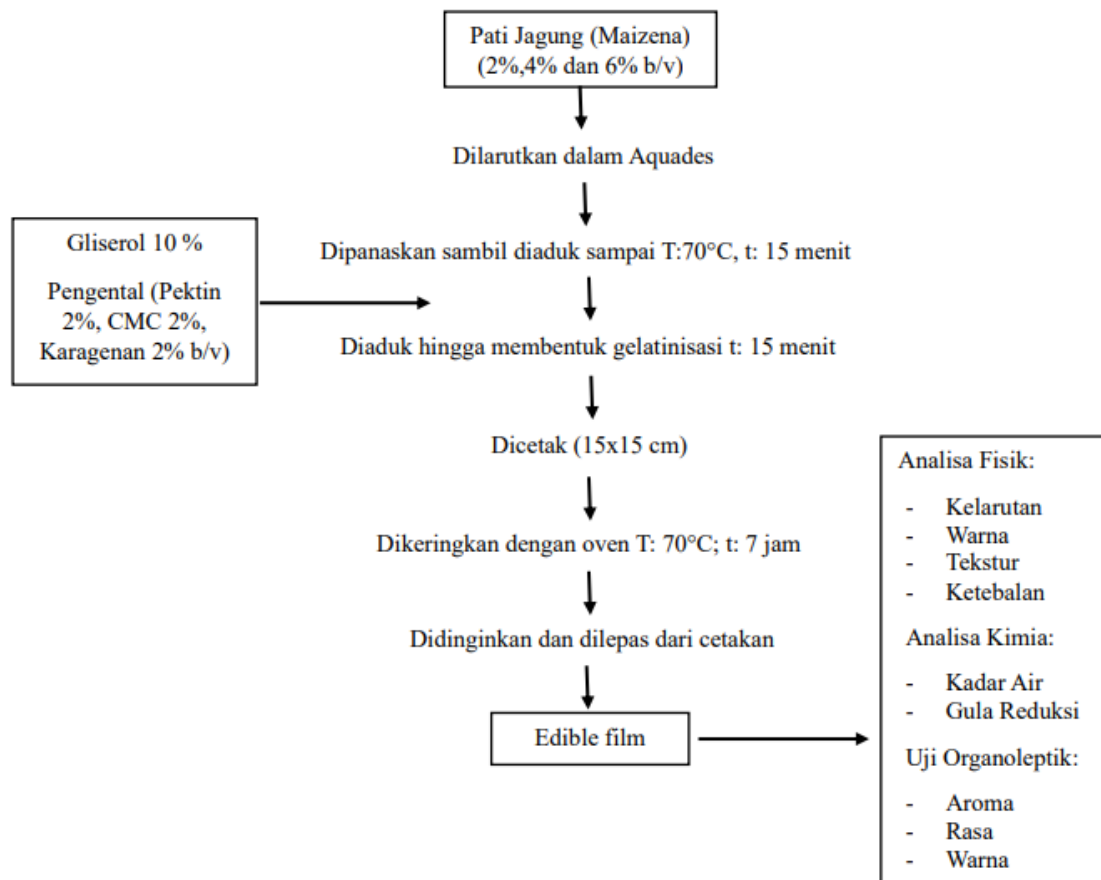 Pati Jagung (Maizena)
(2%,4% dan 6% b/v)
Dilarutkan dalam Aquades
Gliserol 10 %
Pengental (Pektin
2%, CMC 2%,
Karagenan 2% b/v)
Dipanaskan sambil diaduk sampai T:70°C, t: 15 menit
Diaduk hingga membentuk gelatinisasi t: 15 menit
Dicetak (15x15 cm)
Dikeringkan dengan oven T: 70°C; t: 7 jam
Didinginkan dan dilepas dari cetakan
Edible film
Analisa Fisik:
- Kelarutan
- Warna
- Tekstur
- Ketebalan
Analisa Kimia:
- Kadar Air
- Gula Reduksi
Uji Organoleptik:
- Aroma
- Rasa
- Warna